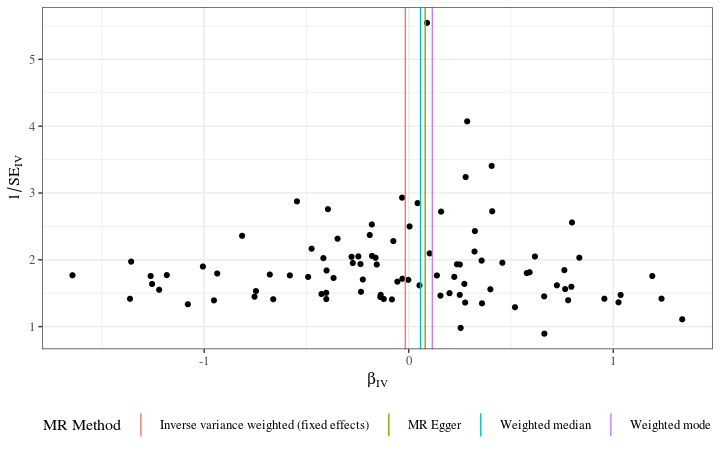 5
4
3
2
1
1/SE_IV
-1
0
1
β_IV
MR Method
Inverse variance weighted (fixed effects)
MR Egger
Weighted median
Weighted mode